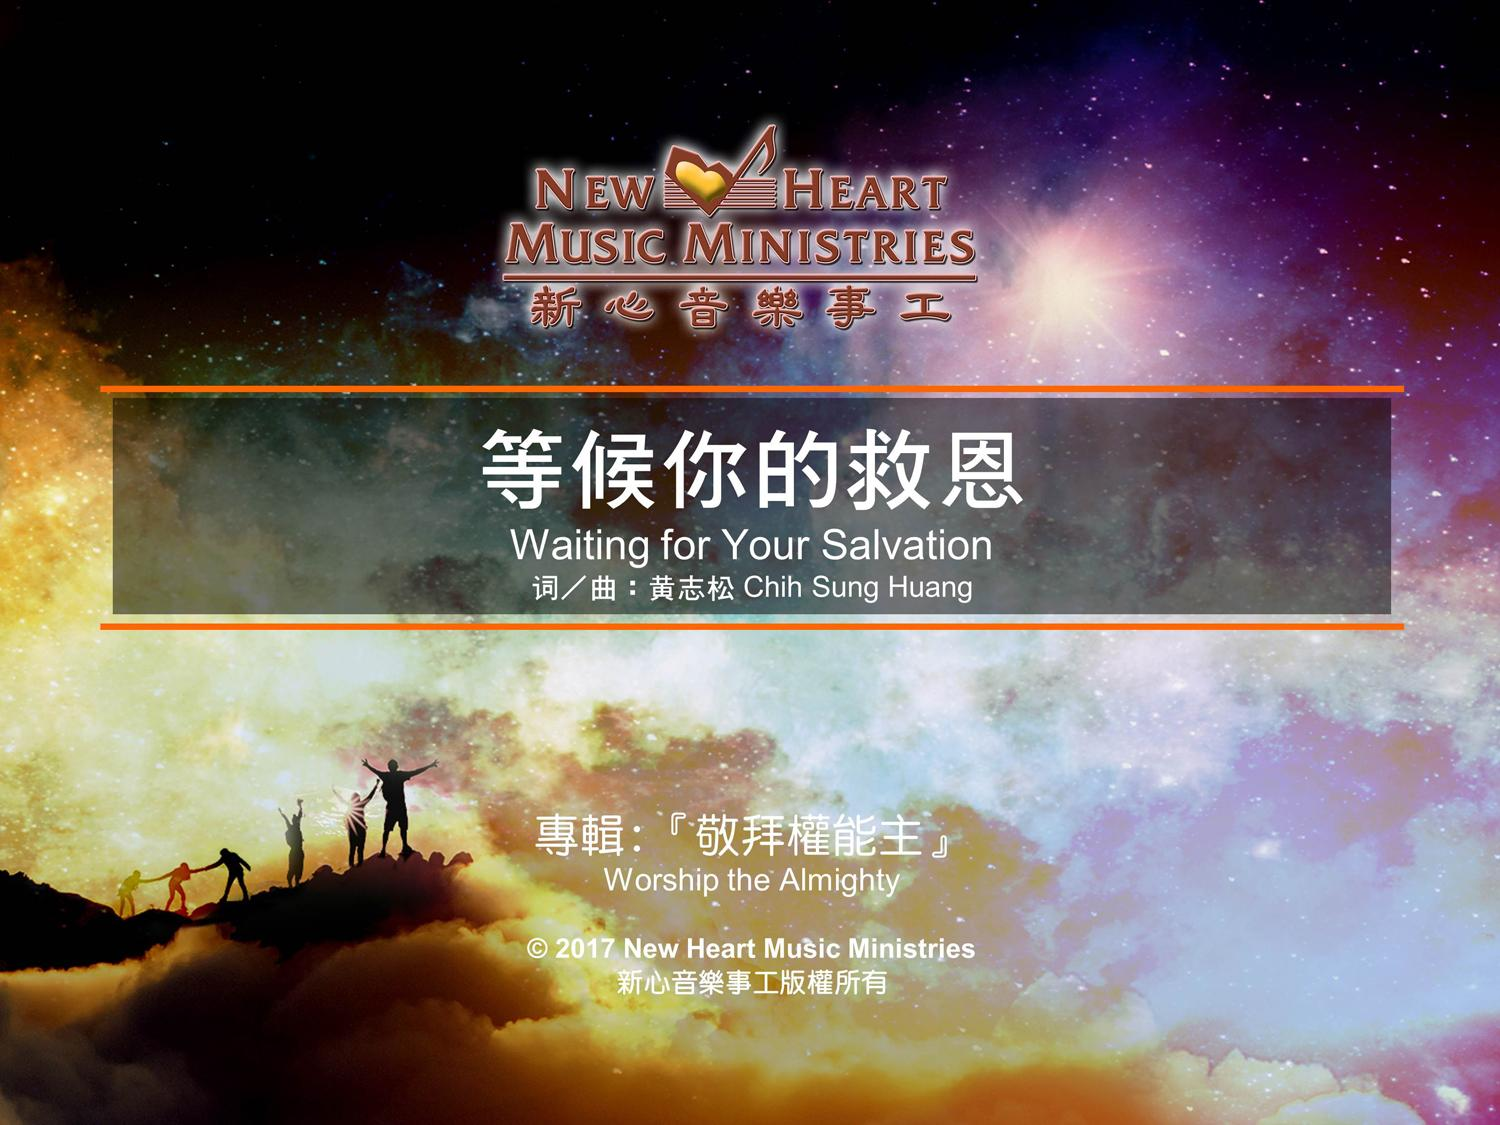 NEW HEART
MUSIC MINISTRIES
新心音樂事工
等候你的救恩
Waiting for Your Salvation
词／曲：黄志松 Chih Sung Huang
專輯：『敬拜權能主』
Worship the Almighty
© 2017 New Heart Music Ministries
新心音樂事工版權所有